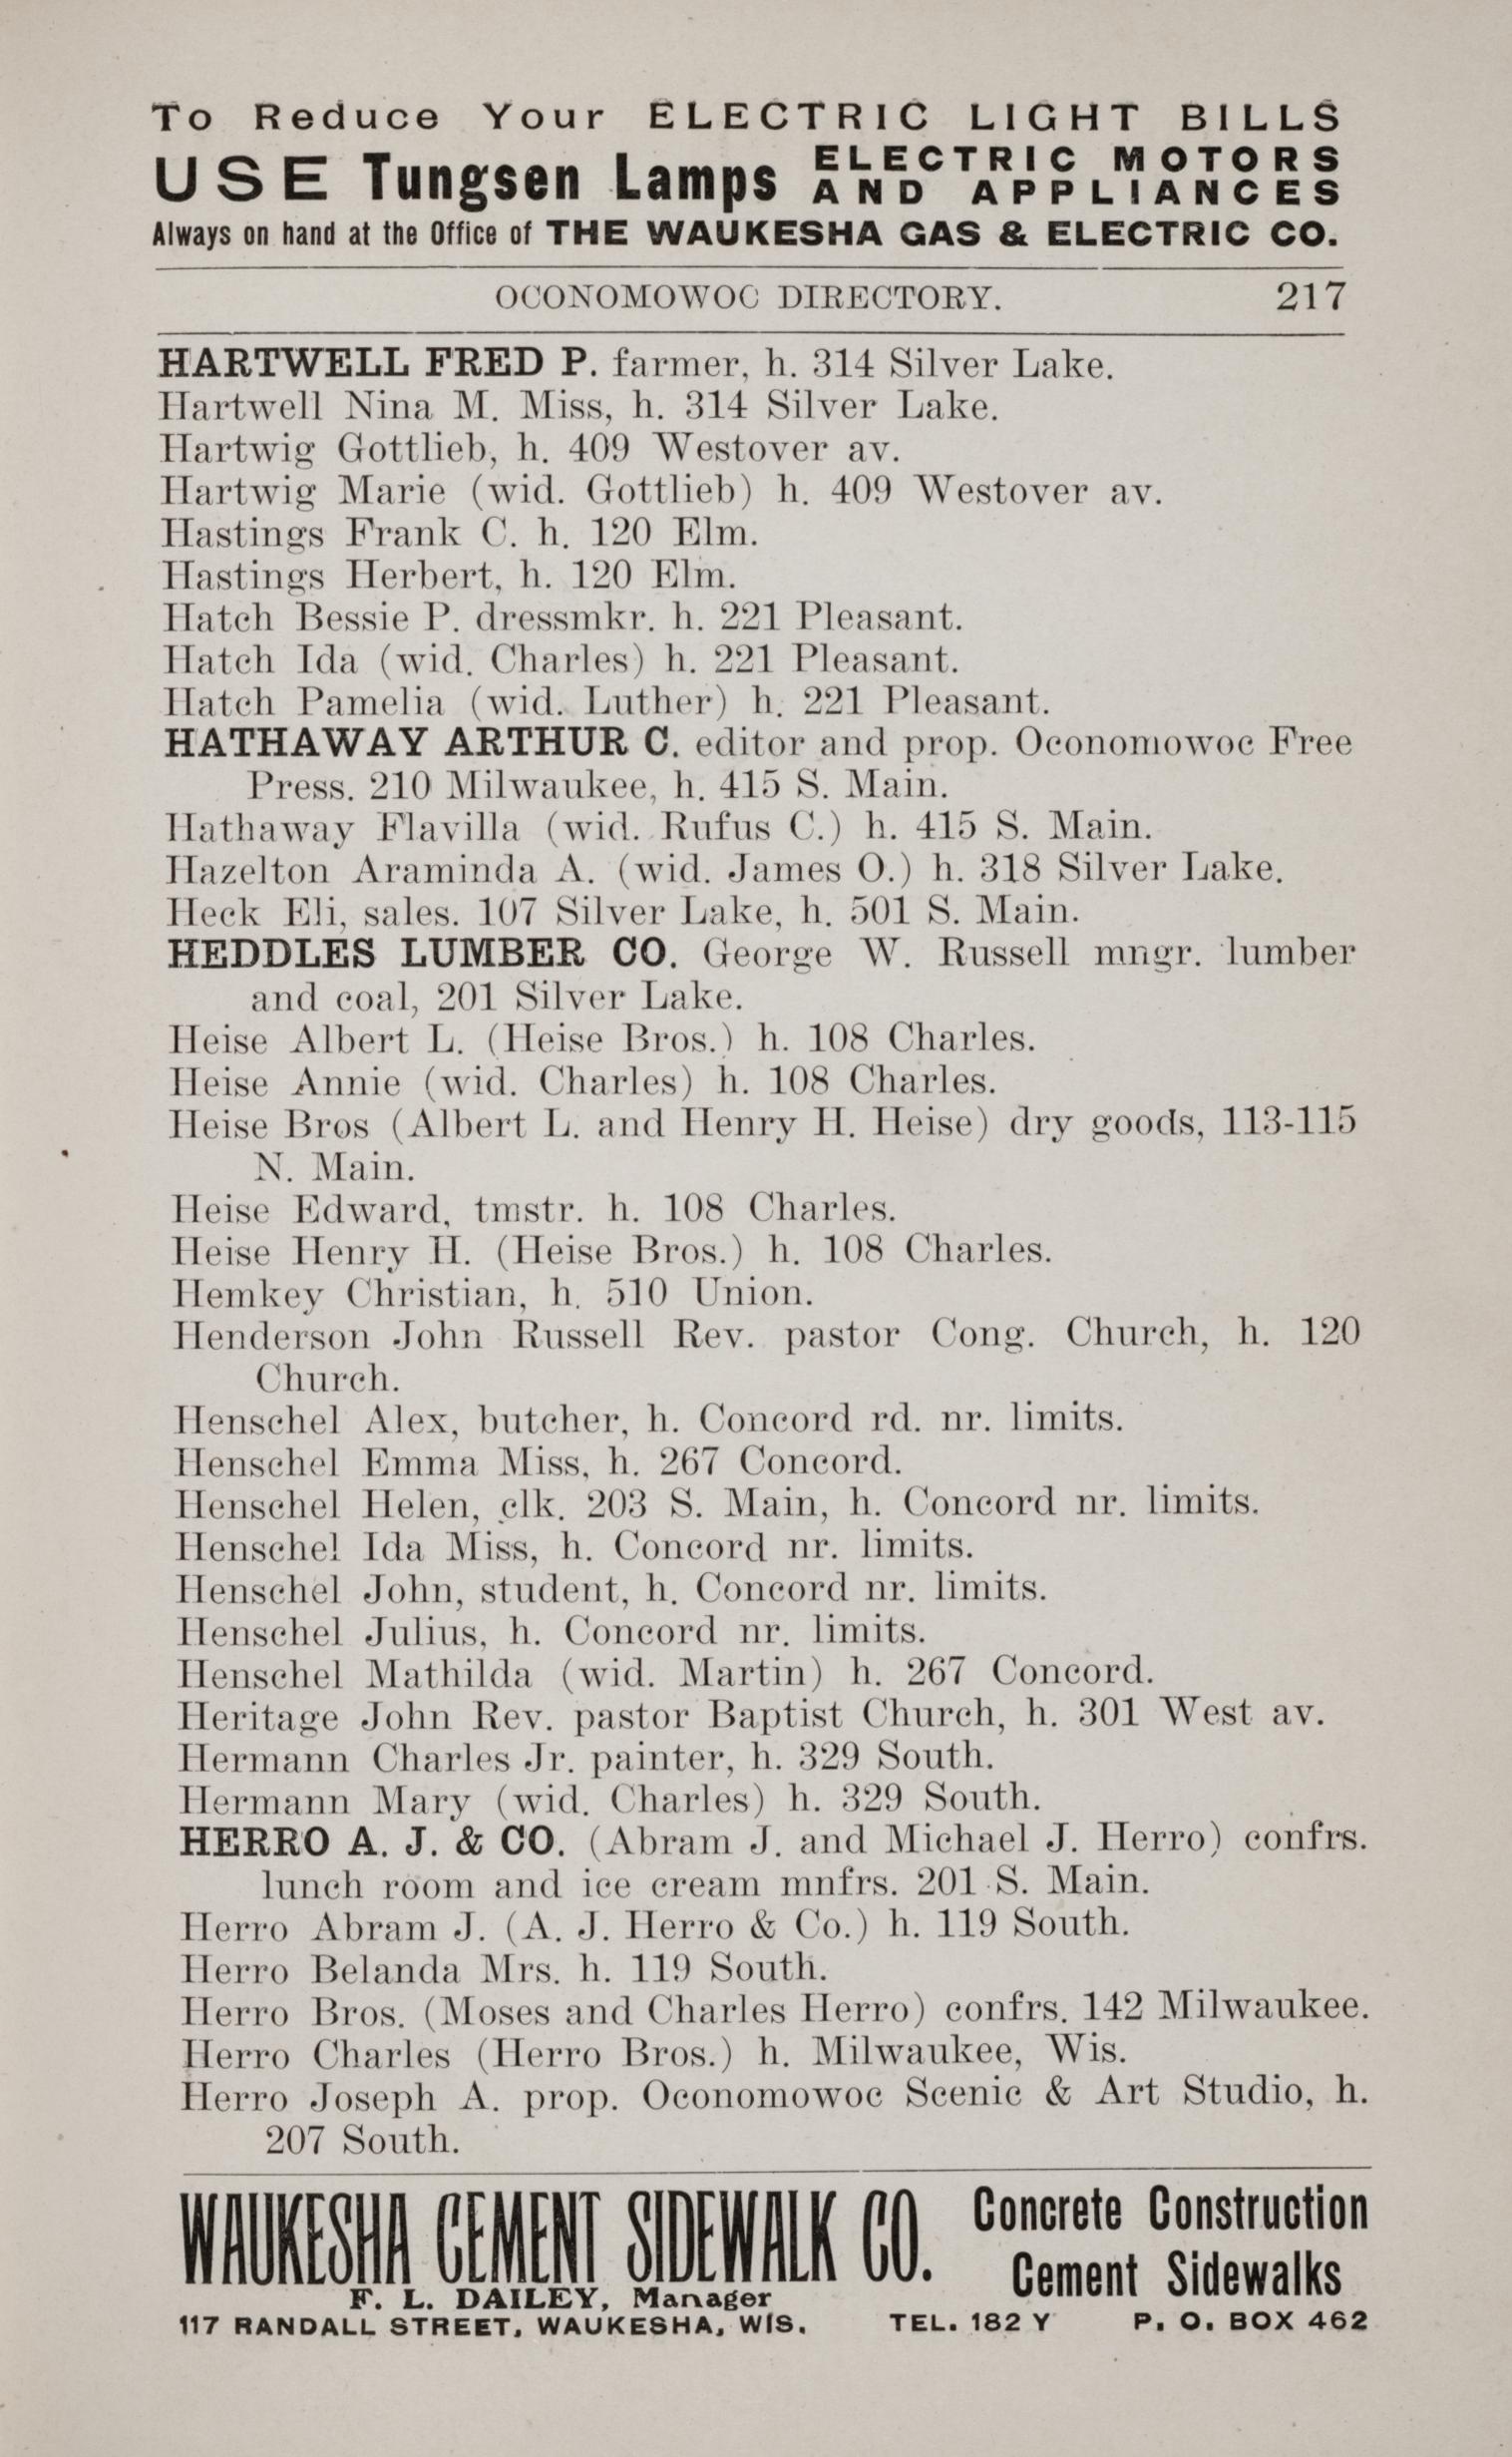 To Reduce Your ELECTRIC LIGHT BILLS
USE Tungsen Lamps ELECTRIC MOTORS AND APPLIANCES
Always on hand at the Office of THE WAUKESHA GAS & ELECTRIC CO.
OCONOMOWOC DIRECTORY. 217
HARTWELL FRED P. farmer, h. 314 Silver Lake.
Hartwell Nina M. Miss, h. 314 Silver Lake.
Hartwig Gottlieb, h. 409 Westover av.
Hartwig Marie (wid. Gottlieb) h. 409 Westover av.
Hastings Frank C. h. 120 Elm.
Hastings Herbert, h. 120 Elm.
Hatch Bessie P. dressmkr. h. 221 Pleasant.
Hatch Ida (wid. Charles) h. 221 Pleasant.
Hatch Pamelia (wid. Luther) h. 221 Pleasant.
HATHAWAY ARTHUR C. editor and prop. Oconomowoc Free
Press. 210 Milwaukee, h. 415 S. Main.
Hathaway Flavilla (wid. Rufus C.) h. 415 S. Main.
Hazelton Araminda A. (wid. James O.) h. 318 Silver Lake.
Heck Eli, sales. 107 Silver Lake, h. 501 S. Main.
HEDDLES LUMBER CO. George W. Russell mngr. lumber
and coal, 201 Silver Lake.
Heise Albert L. (Heise Bros.) h. 108 Charles.
Heise Annie (wid. Charles) h. 108 Charles.
Heise Bros (Albert L. and Henry H. Heise) dry goods, 113-115
N. Main.
Heise Edward, tmstr. h. 108 Charles.
Heise Henry H. (Heise Bros.) h. 108 Charles.
Hemkey Christian, h. 510 Union.
Henderson John Russell Rev. pastor Cong. Church, h. 120
Church.
Henschel Alex, butcher, h. Concord rd. nr. limits.
Henschel Emma Miss, h. 267 Concord.
Henschel Helen, clk. 203 S. Main, h. Concord nr. limits.
Henschel Ida Miss, h. Concord nr. limits.
Henschel John, student, h. Concord nr. limits.
Henschel Julius, h. Concord nr. limits.
Henschel Mathilda (wid. Martin) h. 267 Concord.
Heritage John Rev. pastor Baptist Church, h. 301 West av.
Hermann Charles Jr. painter, h. 329 South.
Hermann Mary (wid. Charles) h. 329 South.
HERRO A. J. & CO. (Abram J. and Michael J. Herro) confrs.
lunch room and ice cream mnfrs. 201 S. Main.
Herro Abram J. (A. J. Herro & Co.) h. 119 South.
Herro Belanda Mrs. h. 119 South.
Herro Bros. (Moses and Charles Herro) confrs. 142 Milwaukee.
Herro Charles (Herro Bros.) h. Milwaukee, Wis.
Herro Joseph A. prop. Oconomowoc Scenic & Art Studio, h.
207 South.
WAUKESHA CEMENT SIDEWALK CO. Concrete Construction
Cement Sidewalks
F. L. DAILEY, Manager
117 RANDALL STREET, WAUKESHA, WIS. TEL. 182 Y P. O. BOX 462